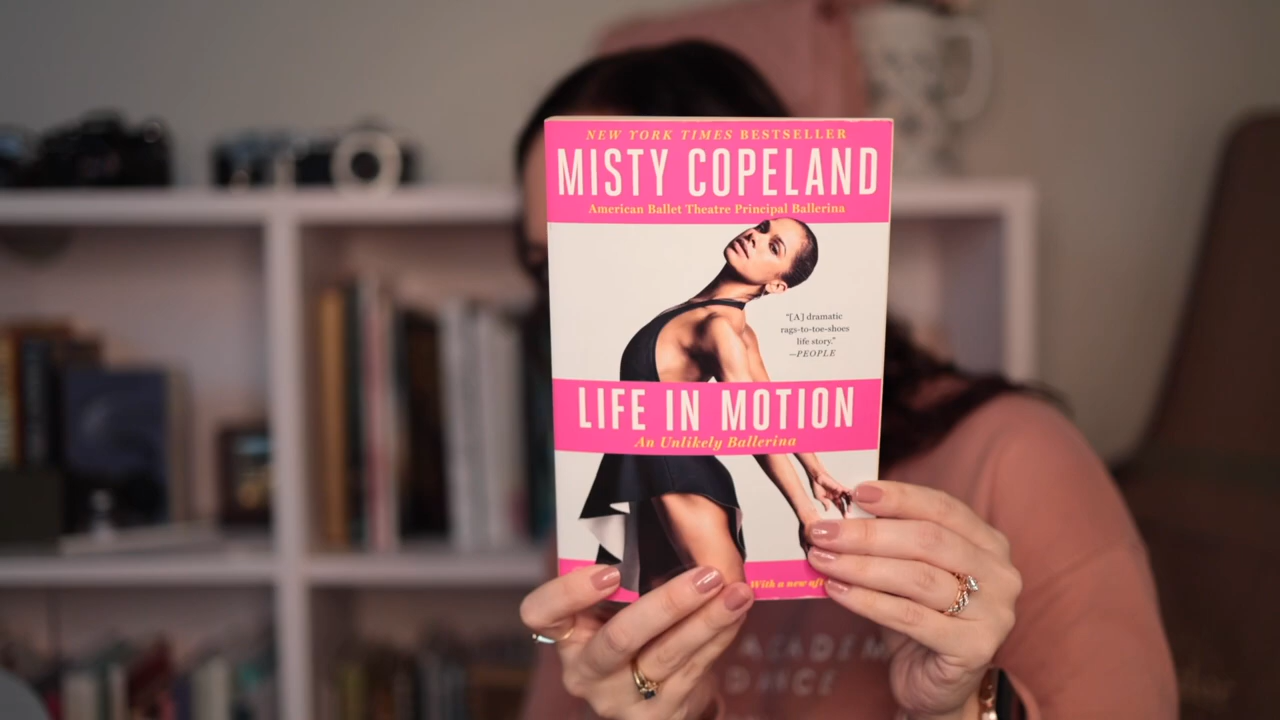 NEW YORK TIMES BESTSELLER
MISTY COPELAND
American Ballet Theatre Principal Ballerina
"[A] dramatic
rags-to-toe-shoes
life story."
—PEOPLE
LIFE IN MOTION
An Unlikely Ballerina
With a new
DANCE